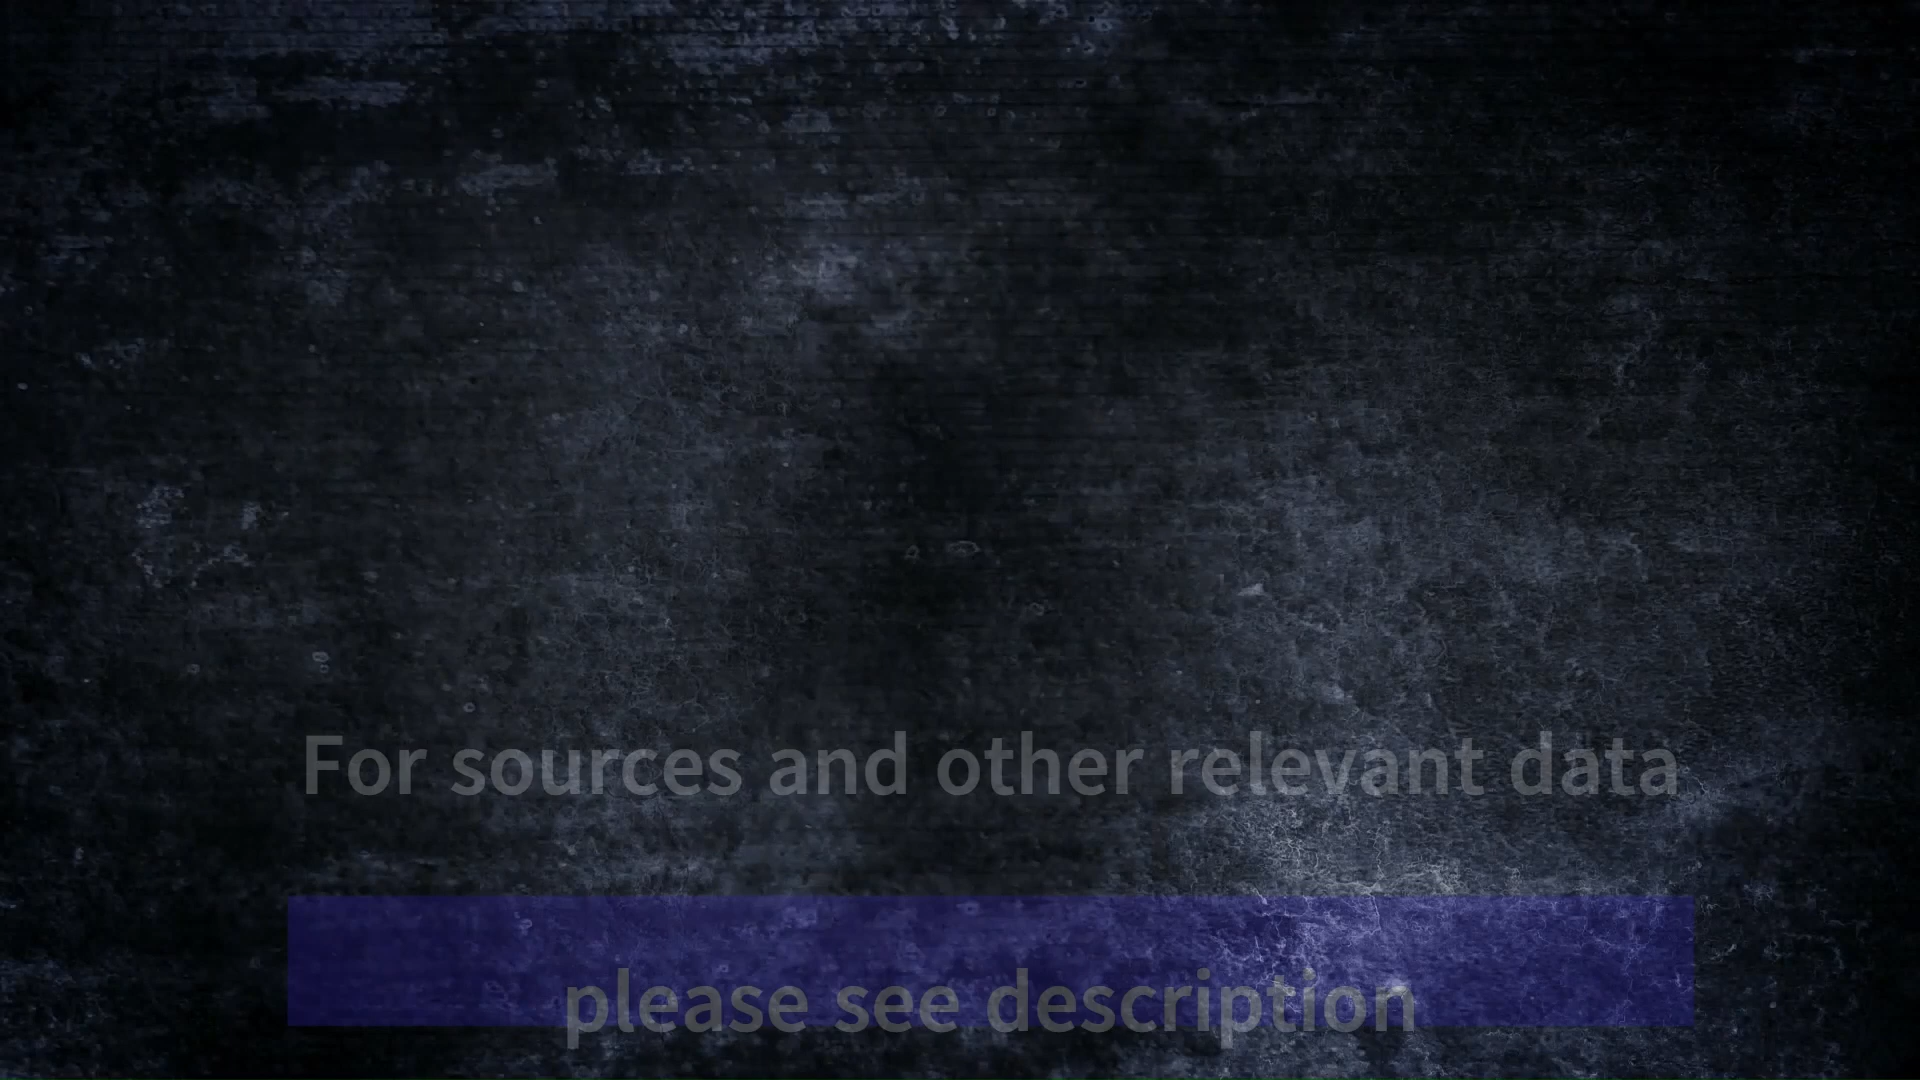 For sources and other relevant data
please see description